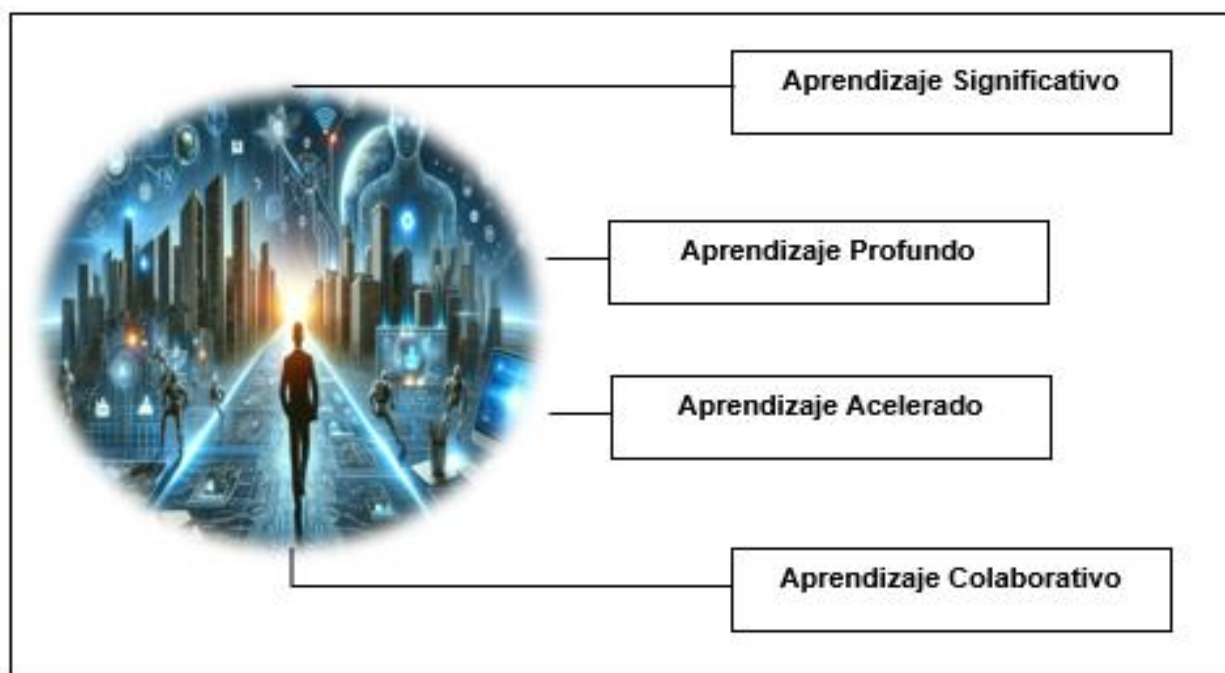 Aprendizaje Significativo
Aprendizaje Profundo
Aprendizaje Acelerado
Aprendizaje Colaborativo